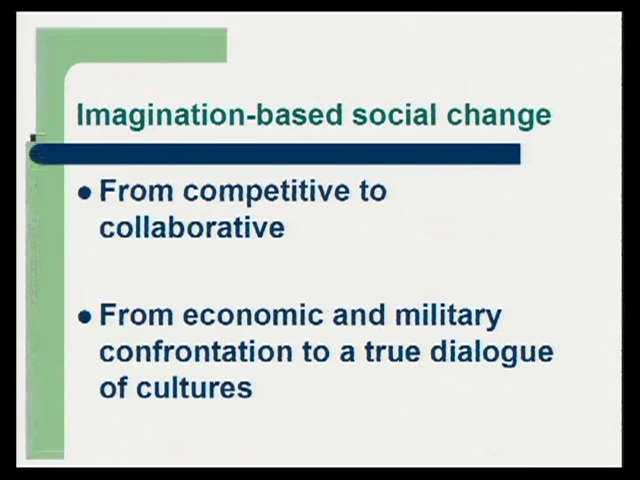 Imagination-based social change
From competitive to
collaborative
From economic and military
confrontation to a true dialogue
of cultures